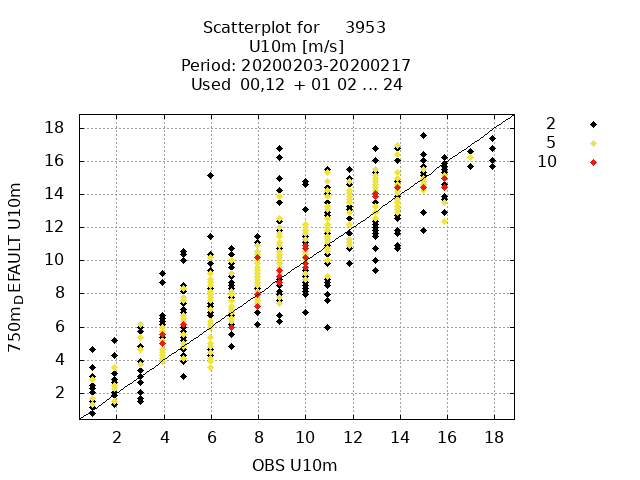 Scatterplot for 3953
U10m [m/s]
Period: 20200203-20200217
Used 00,12 + 01 02 ... 24
2
5
10
18
16
14
12
10
8
6
4
2
750mDEFAULT U10m
2 4 6 8 10 12 14 16 18
OBS U10m